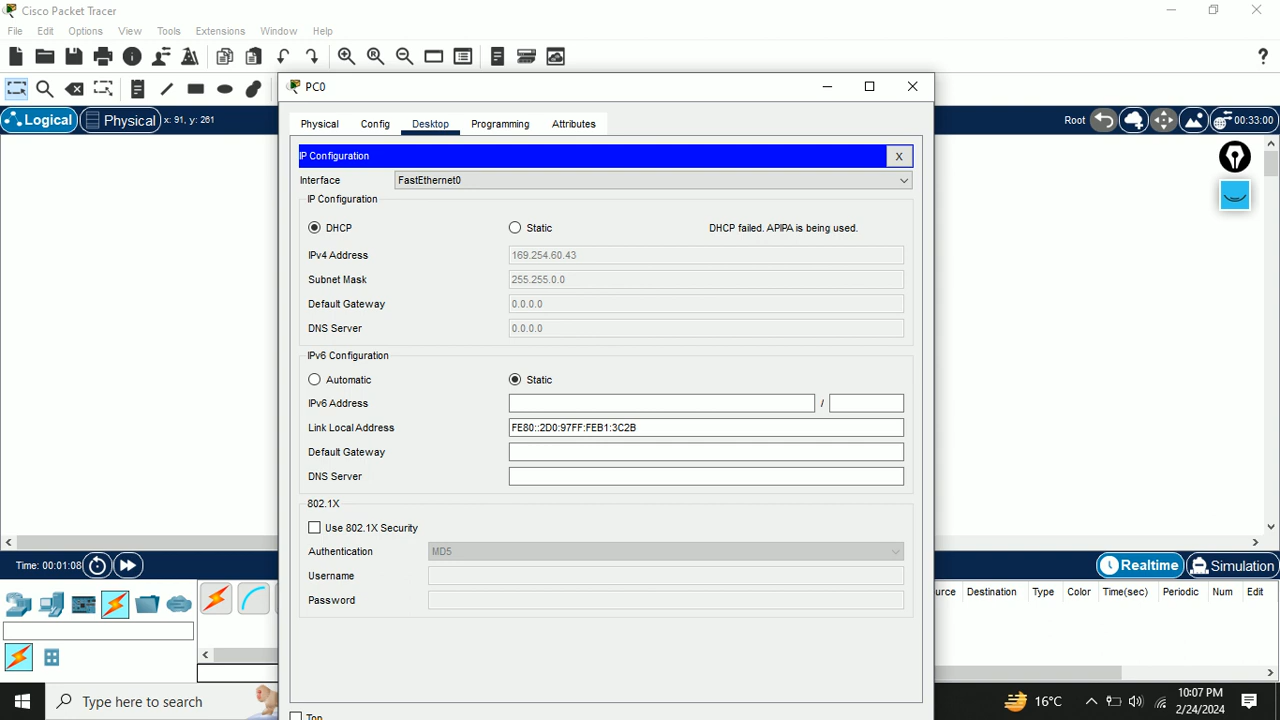 Cisco Packet Tracer
File Edit Options View Tools Extensions Window Help
PC0
Logical Physical x: 91, y: 261 Root 00:33:00
Physical Config Desktop Programming Attributes
IP Configuration X
Interface FastEthernet0
IP Configuration
DHCP Static DHCP failed. APIPA is being used.
IPv4 Address 169.254.60.43
Subnet Mask 255.255.0.0
Default Gateway 0.0.0.0
DNS Server 0.0.0.0
IPv6 Configuration
Automatic Static
IPv6 Address /
Link Local Address FE80::2D0:97FF:FEB1:3C2B
Default Gateway
DNS Server
802.1X
Use 802.1X Security
Authentication MD5
Username
Password
Top
Time: 00:01:08 Realtime Simulation
Destination Type Color Time(sec) Periodic Num Edit
Type here to search 16°C 10:07 PM
2/24/2024